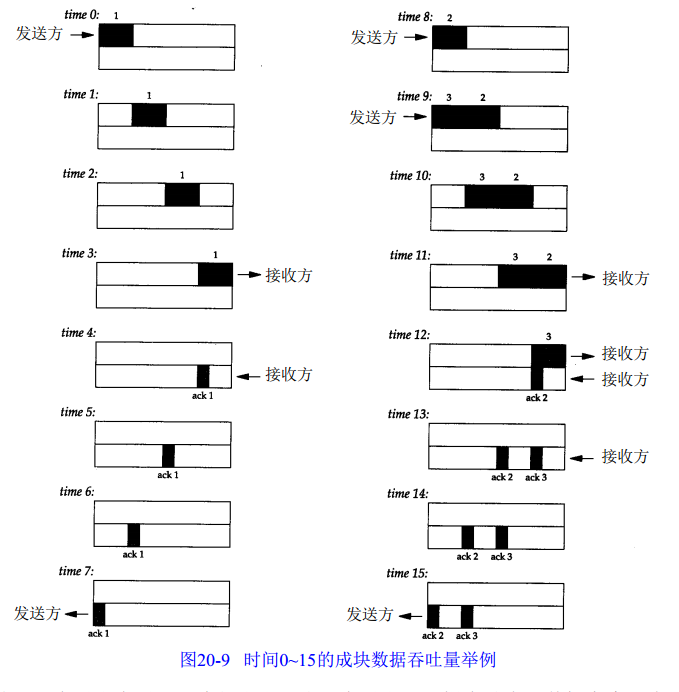 time 0:
1
发送方
time 1:
1
time 2:
1
time 3:
1
接收方
time 4:
接收方
ack 1
time 5:
ack 1
time 6:
ack 1
time 7:
发送方
ack 1
time 8:
2
发送方
time 9:
3 2
发送方
time 10:
3 2
time 11:
3 2
接收方
time 12:
3
接收方
接收方
ack 2
time 13:
接收方
ack 2 ack 3
time 14:
ack 2 ack 3
time 15:
发送方
ack 2 ack 3
图20-9 时间0~15的成块数据吞吐量举例